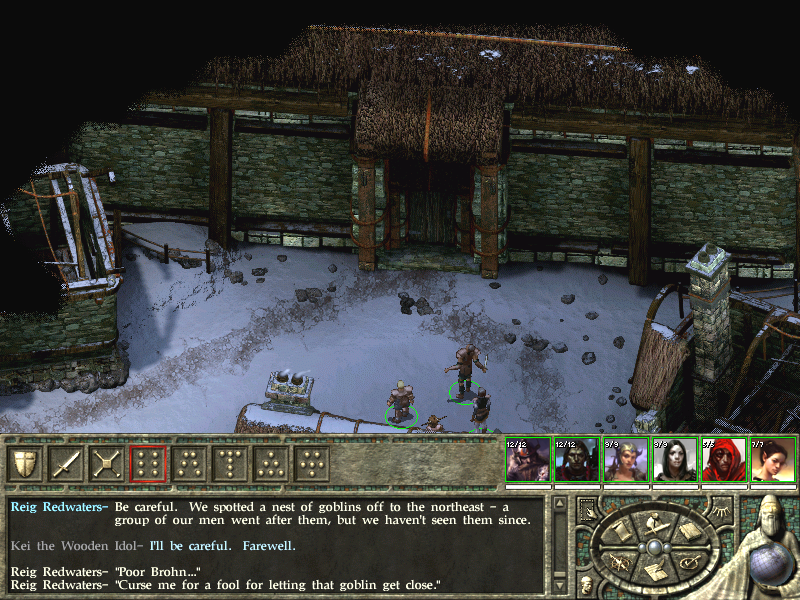 12/12
12/12
9/9
9/9
5/5
7/7
Reig Redwaters- Be careful. We spotted a nest of goblins off to the northeast - a
group of our men went after them, but we haven't seen them since.
Kei the Wooden Idol- I'll be careful. Farewell.
Reig Redwaters- "Poor Brohn..."
Reig Redwaters- "Curse me for a fool for letting that goblin get close."